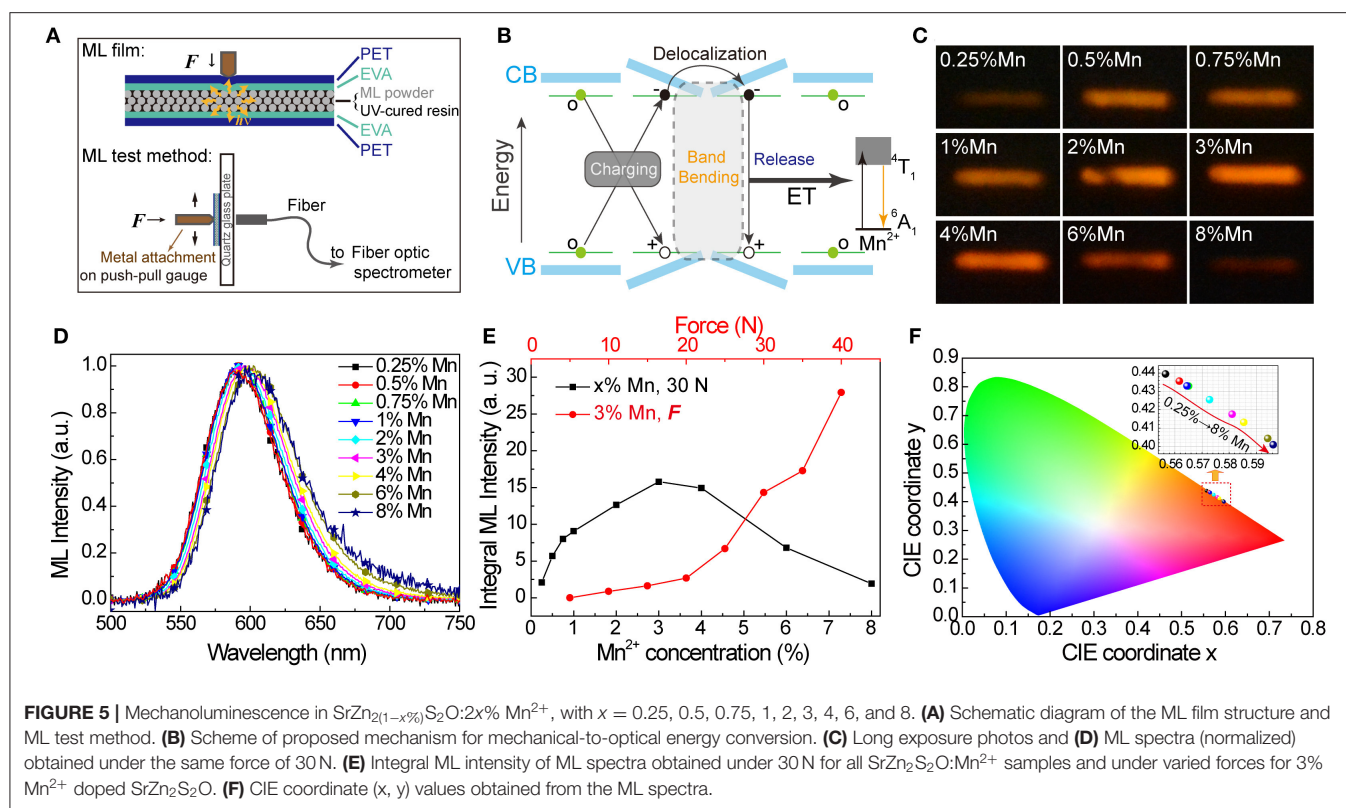 A
ML film:
F ↓
PET
EVA
ML powder
UV-cured resin
EVA
PET
hν
ML test method:
Quartz glass plate
F →
Fiber
Metal attachment
on push-pull gauge
to Fiber optic
spectrometer
B
Delocalization
CB
VB
Energy
Charging
Band
Bending
Release
ET
⁴T₁
⁶A₁
Mn²⁺
o
o
o
o
-
-
+
+
C
0.25%Mn
0.5%Mn
0.75%Mn
1%Mn
2%Mn
3%Mn
4%Mn
6%Mn
8%Mn
D
ML Intensity (a.u.)
1.0
0.8
0.6
0.4
0.2
0.0
500 550 600 650 700 750
Wavelength (nm)
0.25% Mn
0.5% Mn
0.75% Mn
1% Mn
2% Mn
3% Mn
4% Mn
6% Mn
8% Mn
E
Force (N)
0 10 20 30 40
Integral ML Intensity (a. u.)
30
25
20
15
10
5
0
x% Mn, 30 N
3% Mn, F
0 1 2 3 4 5 6 7 8
Mn²⁺ concentration (%)
F
CIE coordinate y
0.9
0.8
0.7
0.6
0.5
0.4
0.3
0.2
0.1
0.0
0.0 0.1 0.2 0.3 0.4 0.5 0.6 0.7 0.8
CIE coordinate x
0.44
0.43
0.42
0.41
0.40
0.56 0.57 0.58 0.59
0.25%→8% Mn
FIGURE 5 | Mechanoluminescence in SrZn₂₍₁₋ₓ%₎S₂O:2x% Mn²⁺, with x = 0.25, 0.5, 0.75, 1, 2, 3, 4, 6, and 8. (A) Schematic diagram of the ML film structure and
ML test method. (B) Scheme of proposed mechanism for mechanical-to-optical energy conversion. (C) Long exposure photos and (D) ML spectra (normalized)
obtained under the same force of 30 N. (E) Integral ML intensity of ML spectra obtained under 30 N for all SrZn₂S₂O:Mn²⁺ samples and under varied forces for 3%
Mn²⁺ doped SrZn₂S₂O. (F) CIE coordinate (x, y) values obtained from the ML spectra.